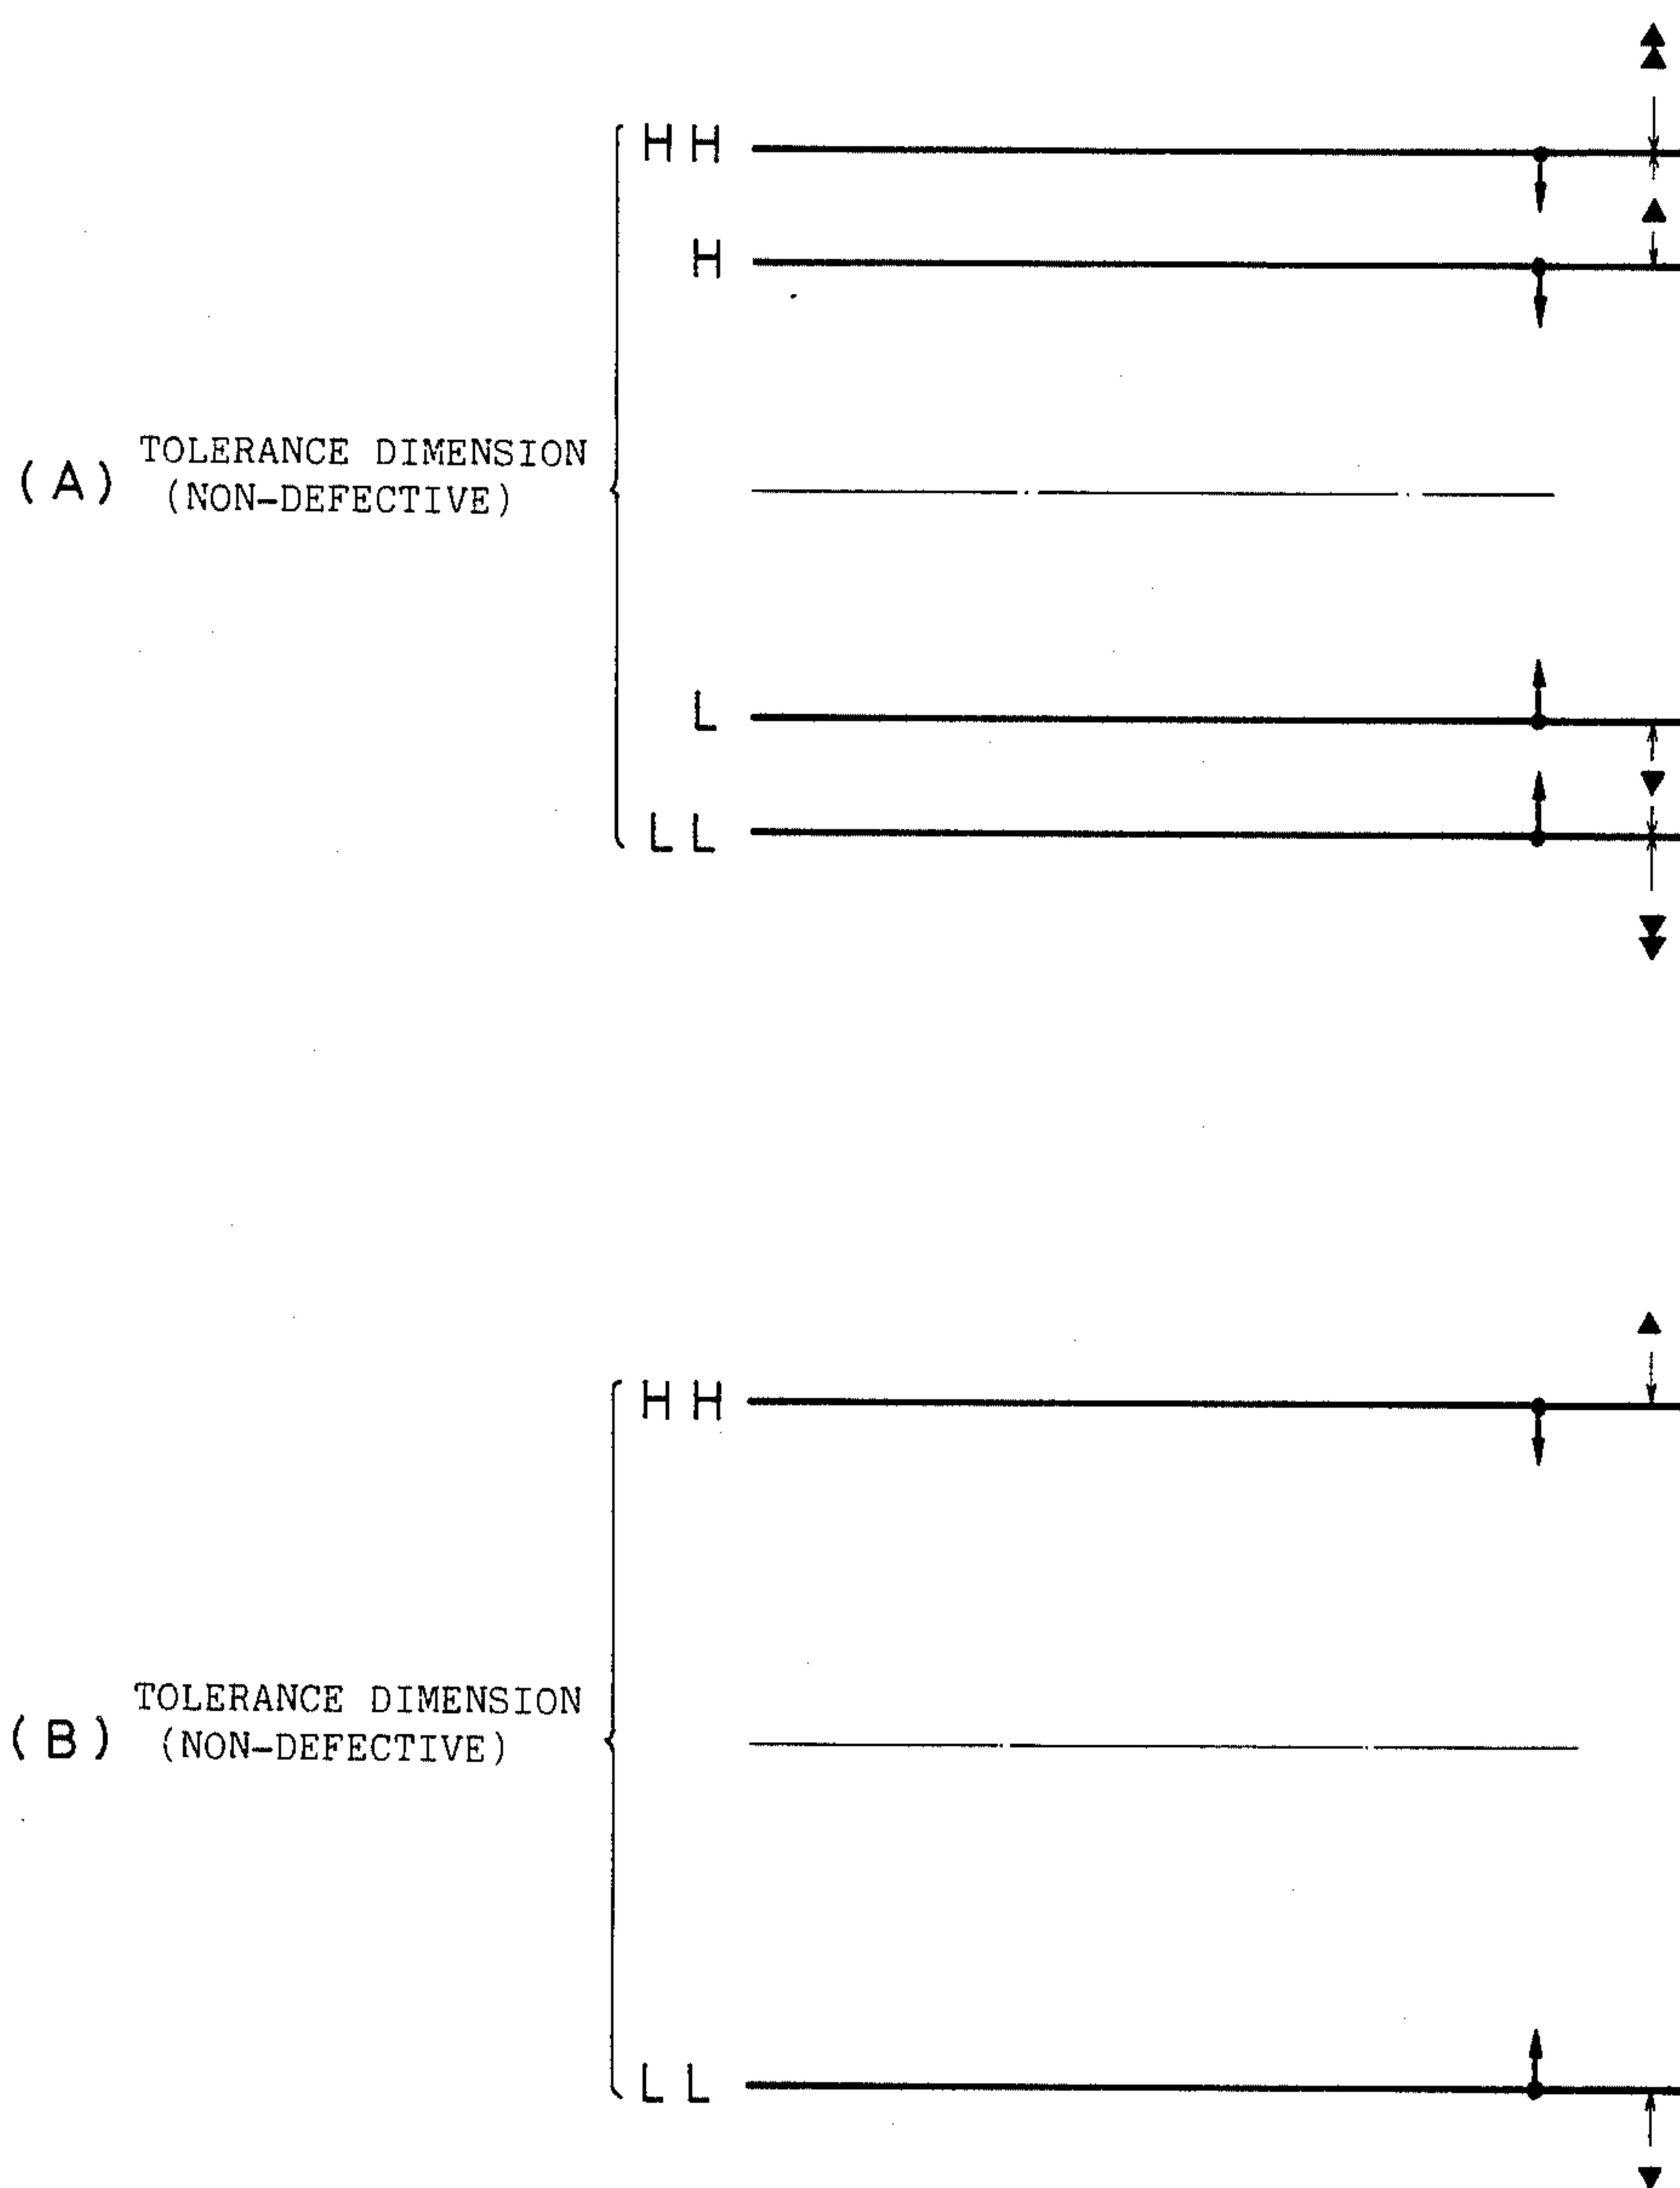 HH
H
(A) TOLERANCE DIMENSION
(NON-DEFECTIVE)
L
LL
HH
(B) TOLERANCE DIMENSION
(NON-DEFECTIVE)
LL